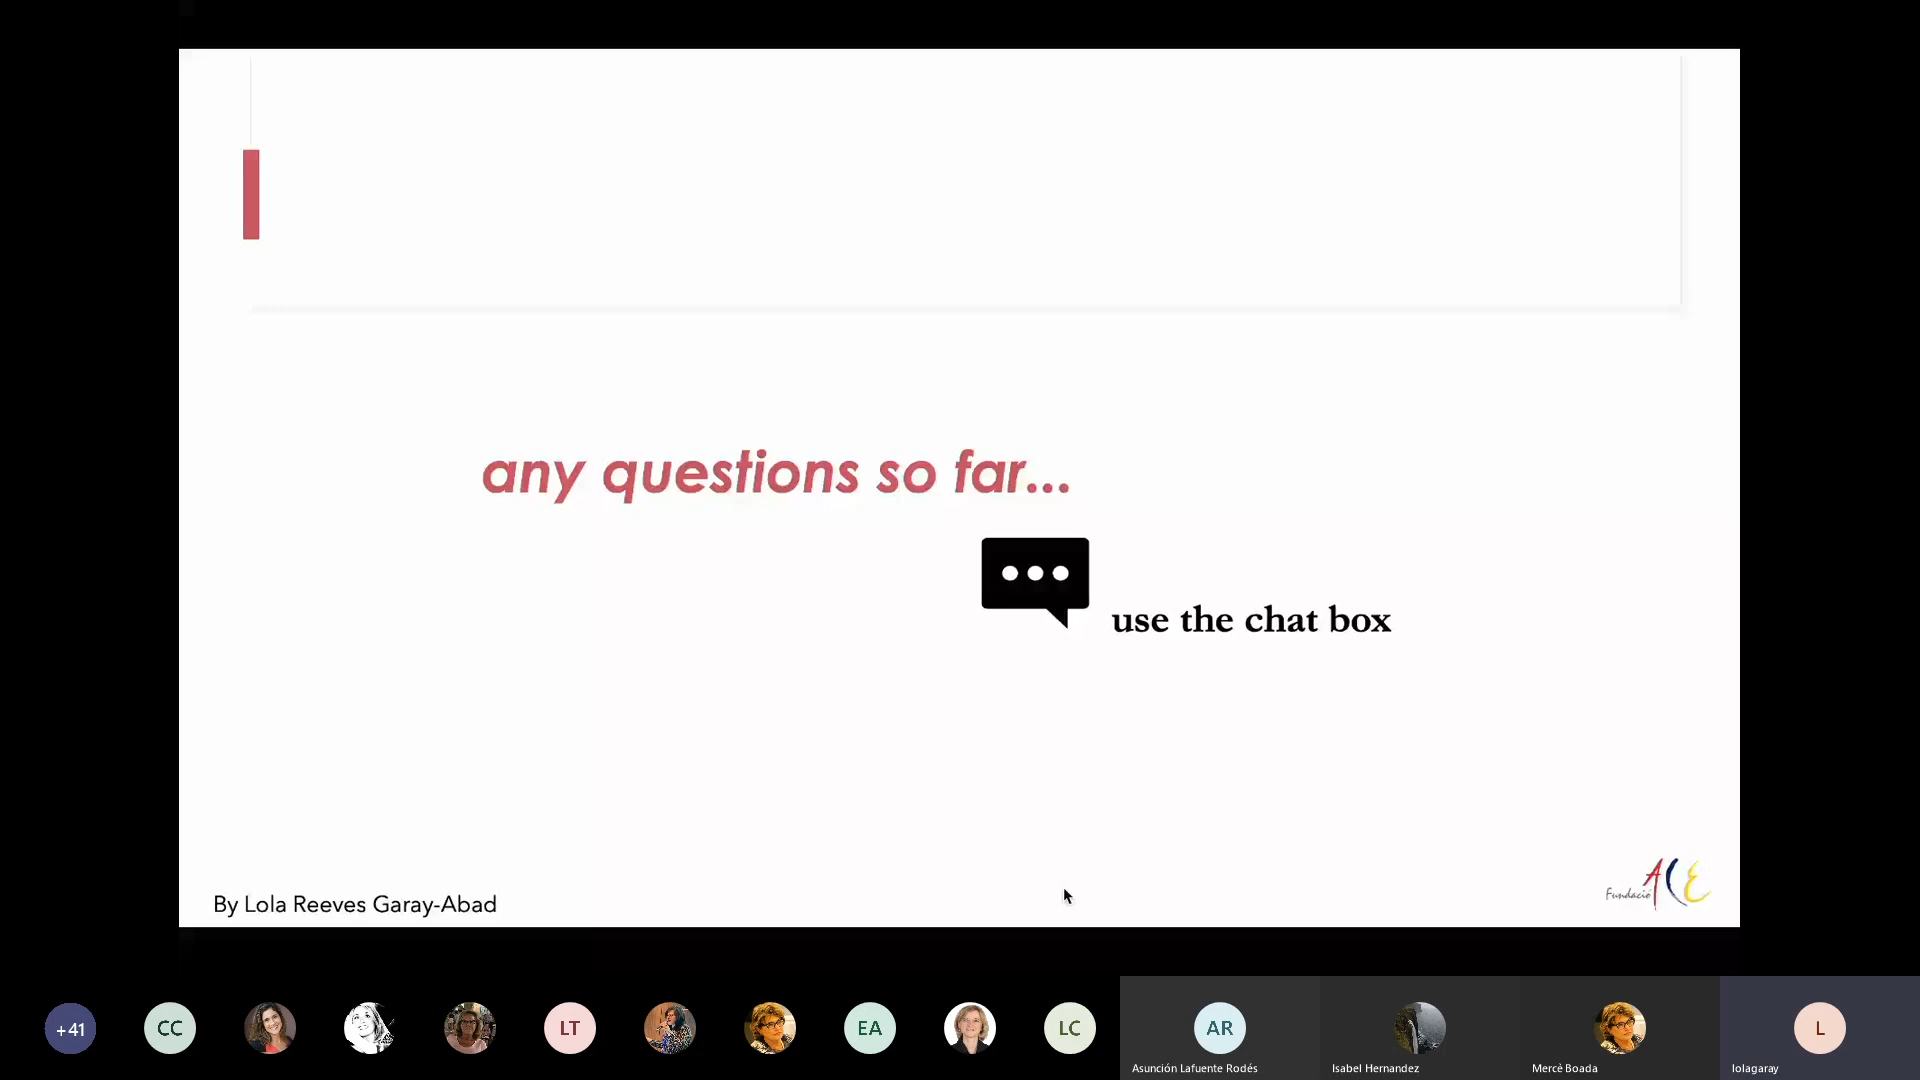 any questions so far...
use the chat box
By Lola Reeves Garay-Abad
Fundació ACE
+41
CC
LT
EA
LC
AR
L
Asunción Lafuente Rodés
Isabel Hernandez
Mercè Boada
lolagaray